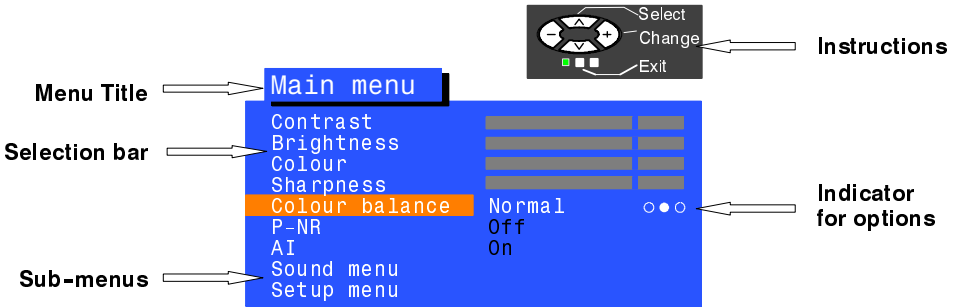 Select
Change
Exit
Instructions
Menu Title
Main menu
Selection bar
Contrast
Brightness
Colour
Sharpness
Colour balance Normal
P-NR Off
AI On
Sound menu
Setup menu
Indicator
for options
Sub-menus